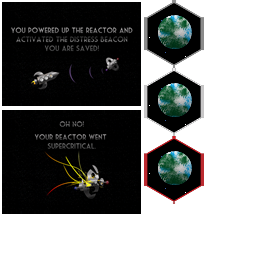 YOU POWERED UP THE REACTOR AND
ACTIVATED THE DISTRESS BEACON
YOU ARE SAVED!
OH NO!
YOUR REACTOR WENT
SUPERCRITICAL.